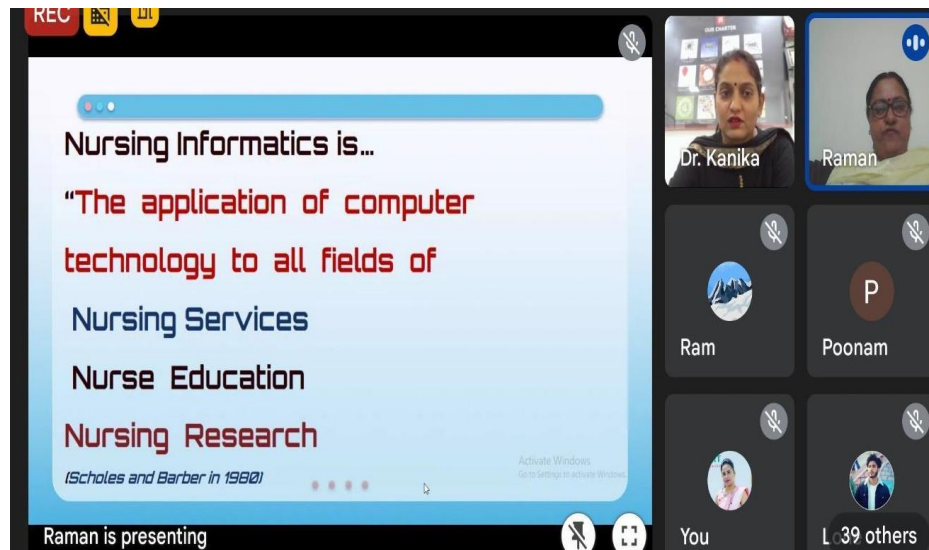 REC
OUR CHARTER
Nursing Informatics is...
“The application of computer
technology to all fields of
Nursing Services
Nurse Education
Nursing Research
(Scholes and Barber in 1980)
Activate Windows
Go to Settings to activate Windows.
Raman is presenting
Dr. Kanika
Raman
Ram
P
Poonam
You
39 others